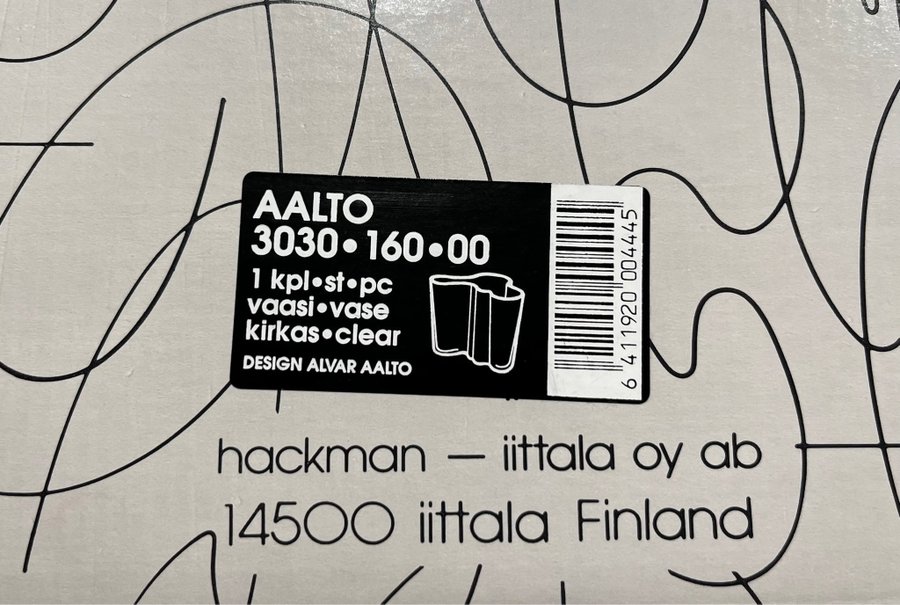 AALTO
3030•160•00
1 kpl•st•pc
vaasi•vase
kirkas•clear
DESIGN ALVAR AALTO
6 411920 004445
hackman – iittala oy ab
14500 iittala Finland